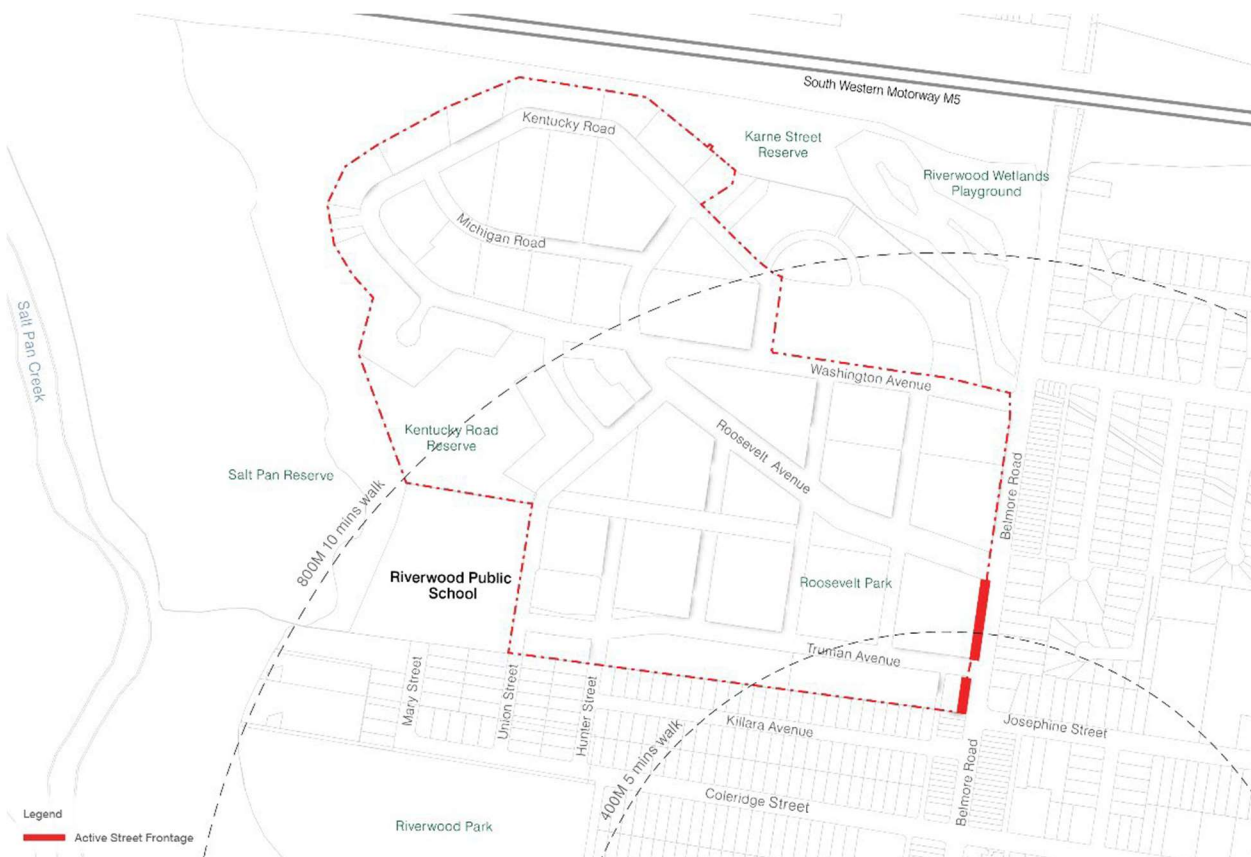 South Western Motorway M5
Kentucky Road
Karne Street
Reserve
Riverwood Wetlands
Playground
Michigan Road
Salt Pan Creek
Washington Avenue
Kentucky Road
Reserve
Roosevelt Avenue
Salt Pan Reserve
Belmore Road
800M 10 mins walk
Riverwood Public
School
Roosevelt Park
Truman Avenue
Mary Street
Union Street
Hunter Street
Killara Avenue
Josephine Street
400M 5 mins walk
Coleridge Street
Belmore Road
Legend
Active Street Frontage
Riverwood Park